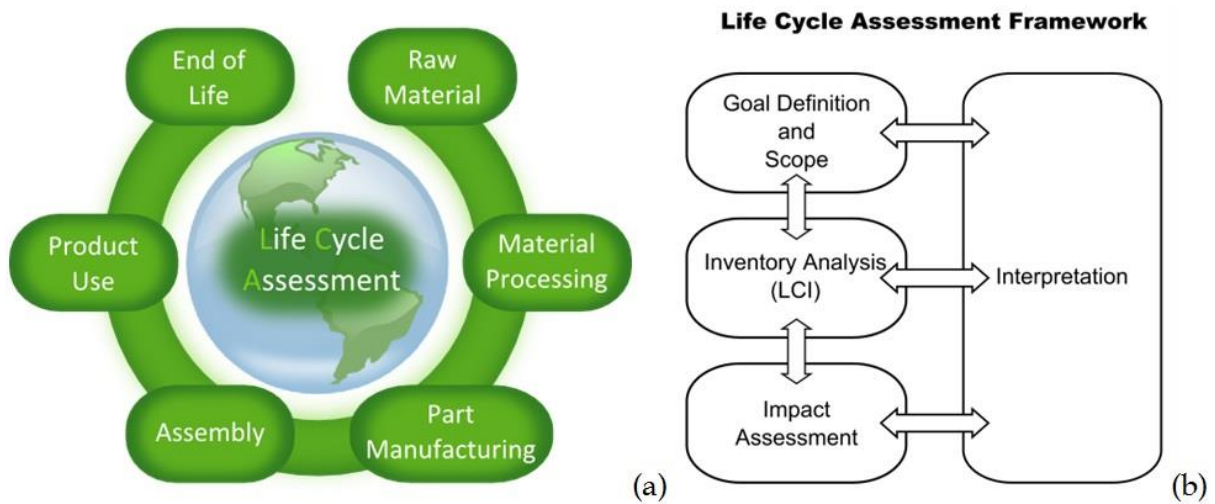 End of
Life
Raw
Material
Product
Use
Life Cycle
Assessment
Material
Processing
Assembly
Part
Manufacturing
(a)
Life Cycle Assessment Framework
Goal Definition
and
Scope
Inventory Analysis
(LCI)
Interpretation
Impact
Assessment
(b)